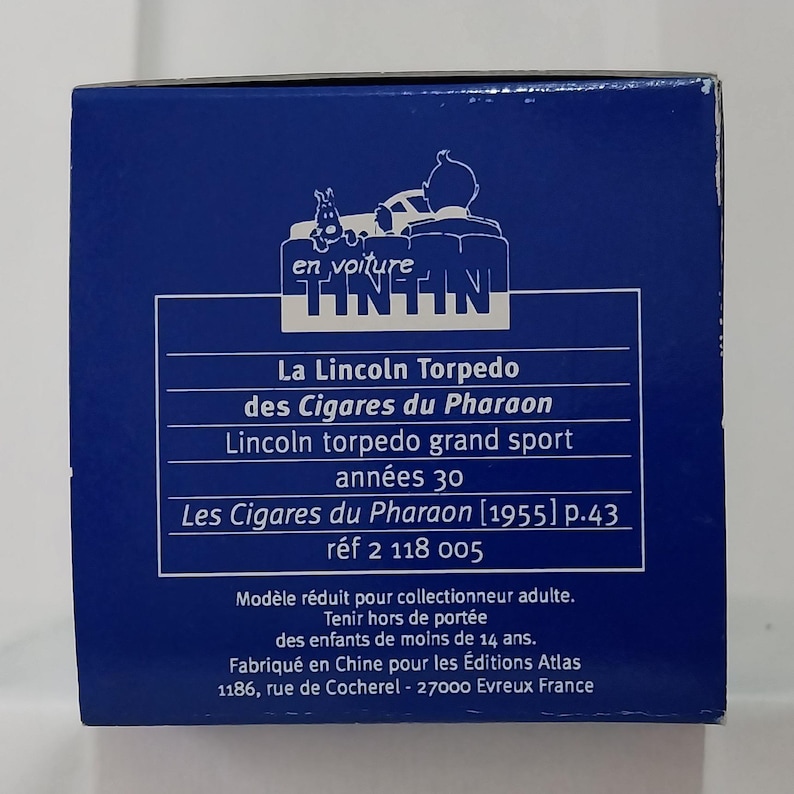 en voiture
TINTIN
La Lincoln Torpedo
des Cigares du Pharaon
Lincoln torpedo grand sport
années 30
Les Cigares du Pharaon [1955] p.43
réf 2 118 005
Modèle réduit pour collectionneur adulte.
Tenir hors de portée
des enfants de moins de 14 ans.
Fabriqué en Chine pour les Éditions Atlas
1186, rue de Cocherel - 27000 Evreux France